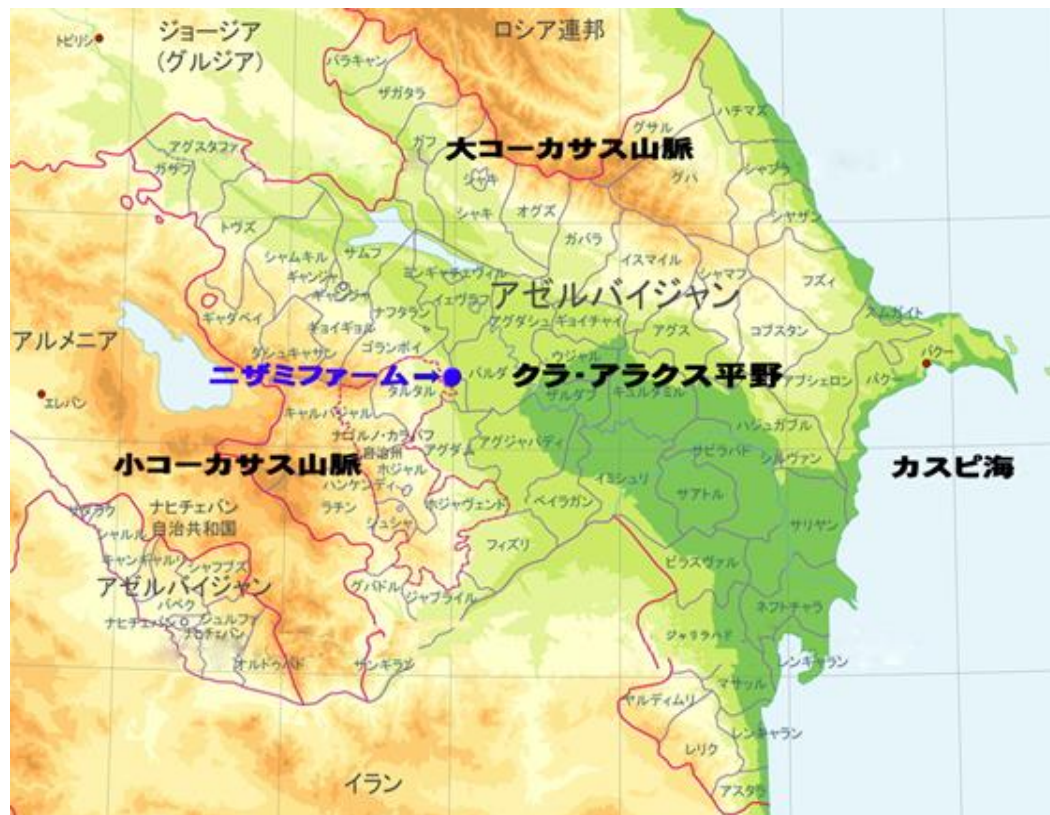 ジョージア
(グルジア)
ロシア連邦
トビリシ
バラキャン
ザガタラ
ガフ
グサル
ハチマズ
大コーカサス山脈
グバ
シャブラ
アグスタファ
ガザフ
シャキ
シャキ
オグズ
シヤザン
トヴズ
ガバラ
シャムキル
サムフ
イスマイル
シャマフ
フズィ
ギャンジャ
ギャンジャ
ミンギャチェヴィル
イェヴラフ
アゼルバイジャン
ギャダベイ
ナフタラン
スムガイト
ギョイギョル
アグダシュ
ギョイチャイ
アグス
コブスタン
アルメニア
ダシュキャサン
ゴランボイ
ウジャル
バクー
ニザミファーム→
バルダ
クラ・アラクス平野
アブシェロン
バクー
タルタル
ザルダブ
キュルダミル
エレバン
キャルバジャル
ハジュガブル
ナゴルノ・カラバフ
自治州
アグダム
アグジャバディ
サビラバド
シルヴァン
小コーカサス山脈
ホジャル
カスピ海
ハンケンディ
イミシュリ
サアトル
ラチン
ホジャヴェンド
ベイラガン
ナヒチェバン
自治共和国
シュシャ
サリヤン
シャルル
フィズリ
キャンギャルリ
シャフブズ
ビラスヴァル
アゼルバイジャン
グバドル
ジャブライル
バベク
ネフトチャラ
ナヒチェバン
ジュルファ
ナヒチェバン
ジャリラバド
オルドゥバド
ザンギラン
レンキャラン
マサッル
ヤルディムリ
レンキャラン
レリク
イラン
アスタラ